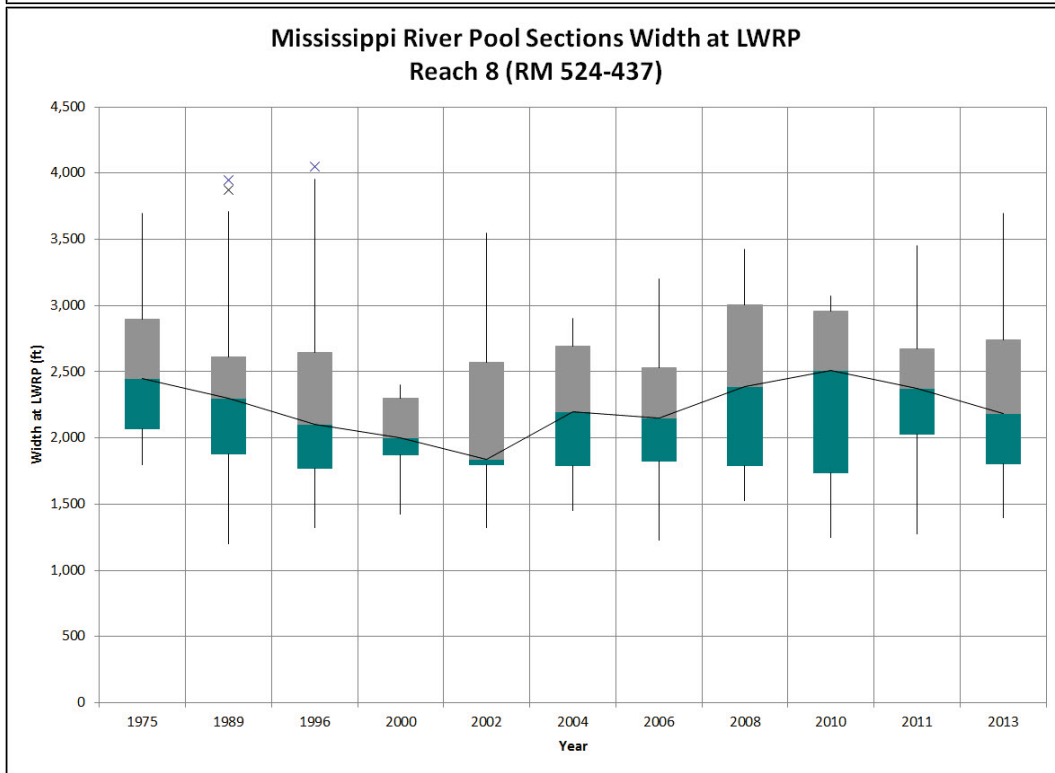 Mississippi River Pool Sections Width at LWRP
Reach 8 (RM 524-437)
4,500
4,000
3,500
3,000
2,500
2,000
1,500
1,000
500
0
Width at LWRP (ft)
1975 1989 1996 2000 2002 2004 2006 2008 2010 2011 2013
Year